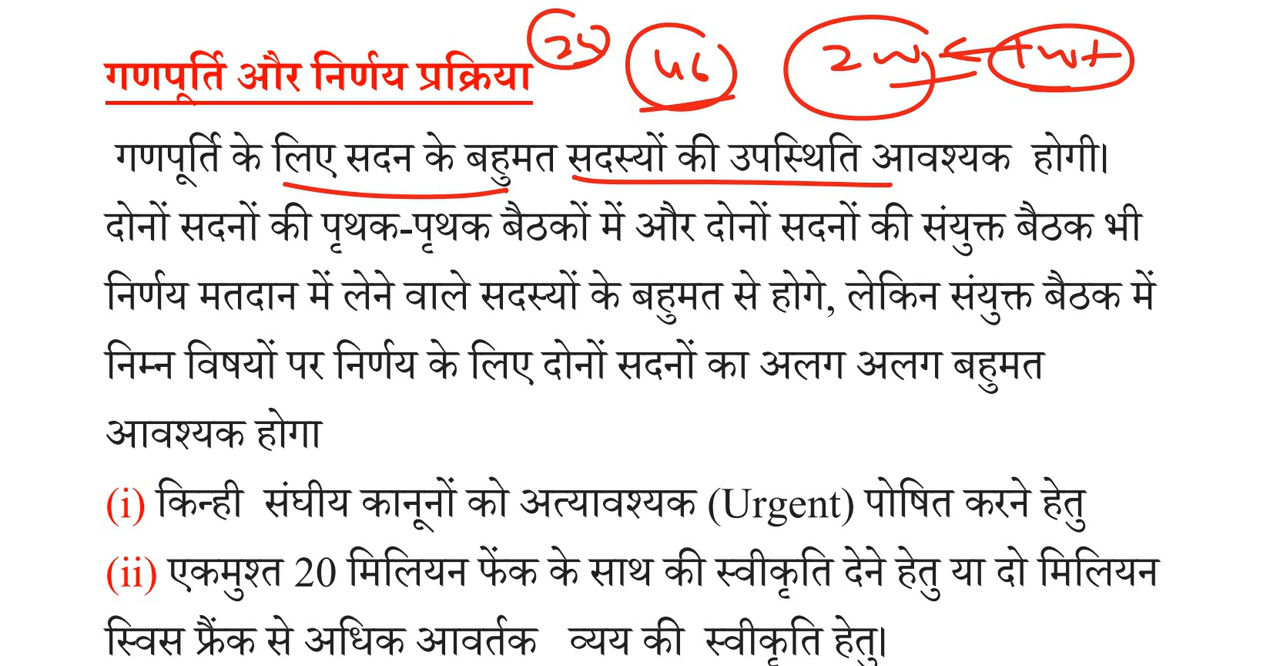 गणपूर्ति और निर्णय प्रक्रिया
46
गणपूर्ति के लिए सदन के बहुमत सदस्यों की उपस्थिति आवश्यक होगी।
दोनों सदनों की पृथक-पृथक बैठकों में और दोनों सदनों की संयुक्त बैठक भी
निर्णय मतदान में लेने वाले सदस्यों के बहुमत से होगे, लेकिन संयुक्त बैठक में
निम्न विषयों पर निर्णय के लिए दोनों सदनों का अलग अलग बहुमत
आवश्यक होगा
(i) किन्ही संघीय कानूनों को अत्यावश्यक (Urgent) पोषित करने हेतु
(ii) एकमुश्त 20 मिलियन फेंक के साथ की स्वीकृति देने हेतु या दो मिलियन
स्विस फ्रैंक से अधिक आवर्तक व्यय की स्वीकृति हेतु।